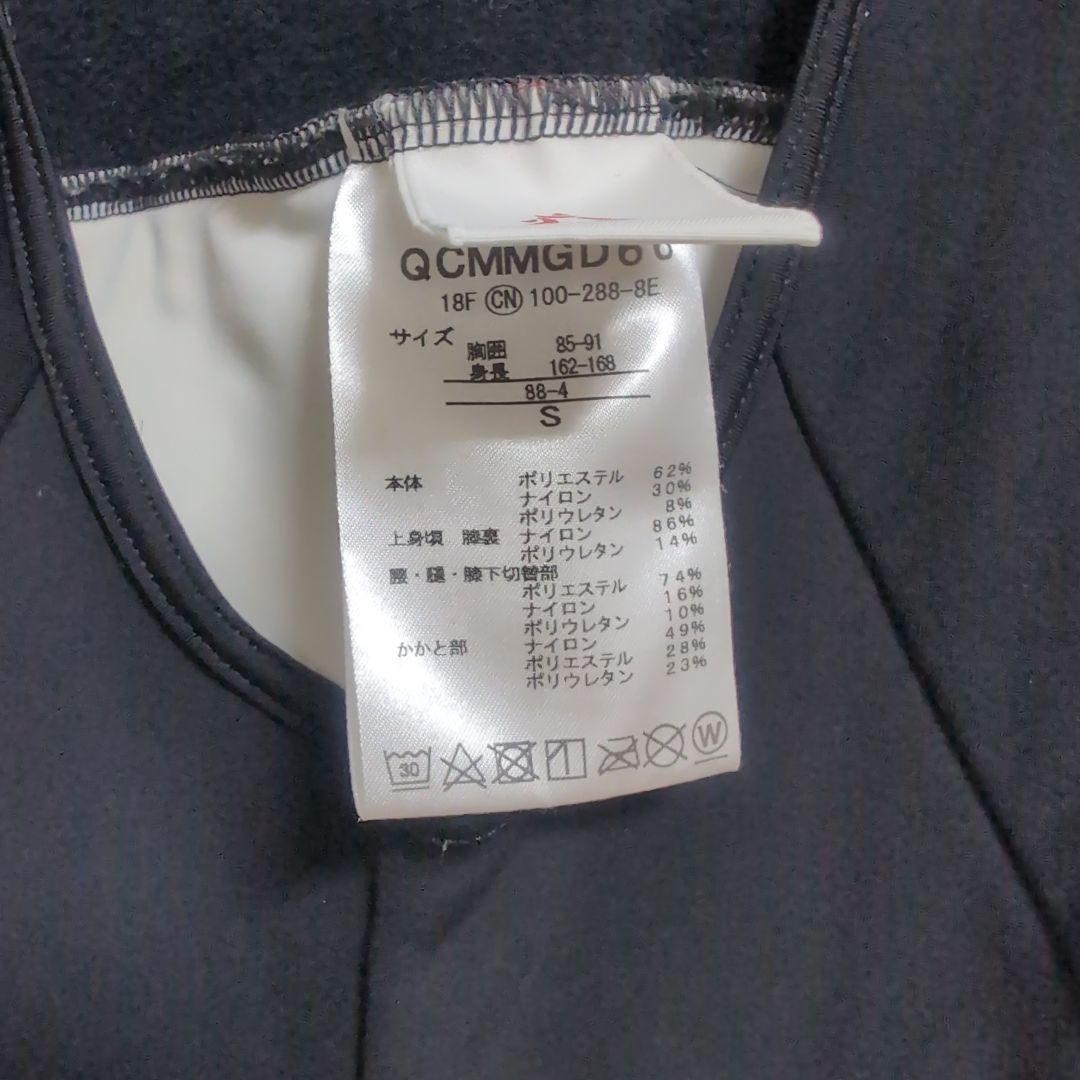 QCMMGD66
18F CN 100-288-8E
サイズ 胸囲 85-91
身長 162-168
88-4
S
本体 ポリエステル 62%
ナイロン 30%
ポリウレタン 8%
上身頃 膝裏 ナイロン 86%
ポリウレタン 14%
腰・腿・膝下切替部
ポリエステル 74%
ナイロン 16%
ポリウレタン 10%
かかと部 ナイロン 49%
ポリエステル 28%
ポリウレタン 23%
30 W